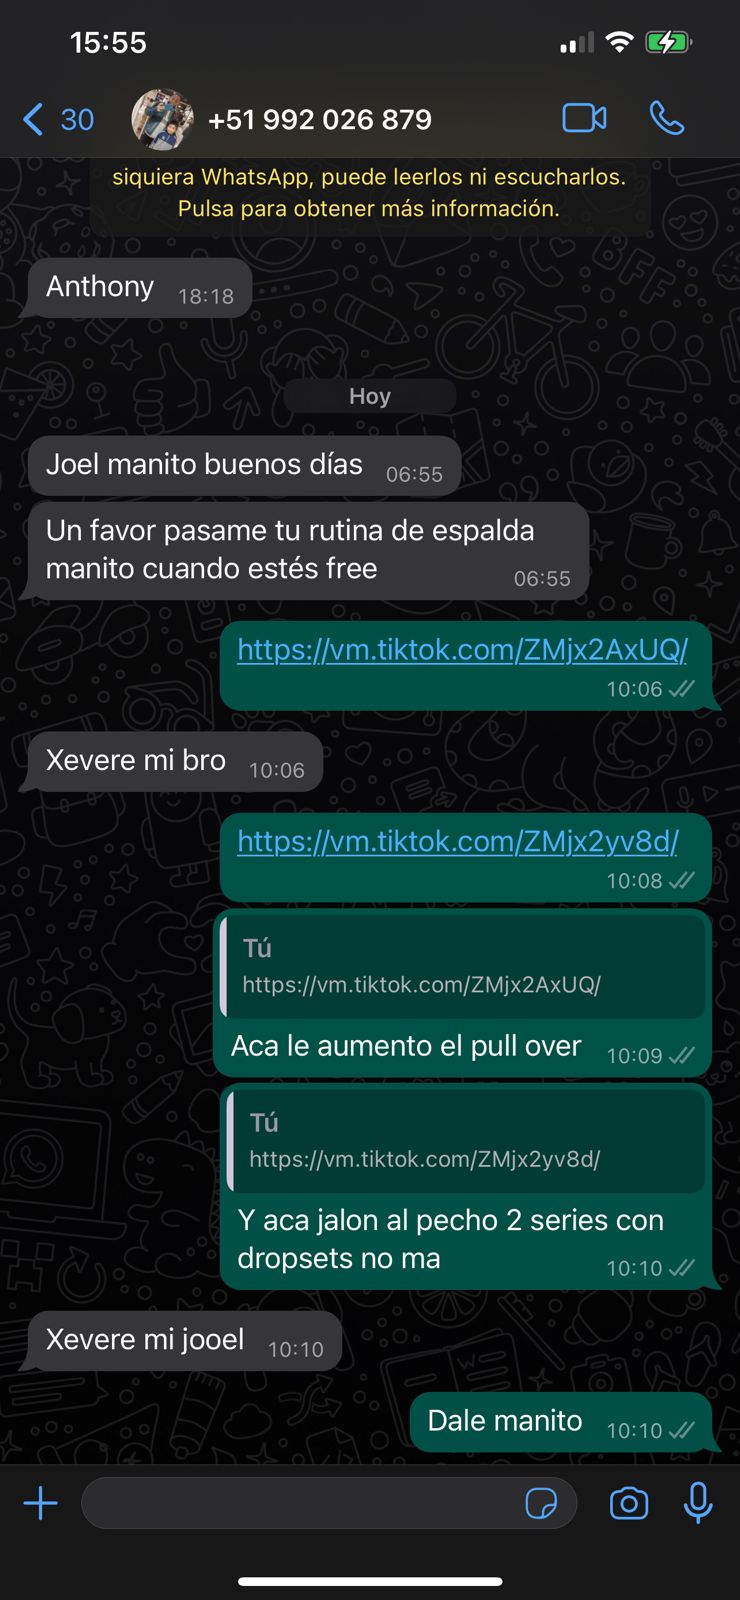 15:55
30
+51 992 026 879
siquiera WhatsApp, puede leerlos ni escucharlos.
Pulsa para obtener más información.
Anthony 18:18
Hoy
Joel manito buenos días 06:55
Un favor pasame tu rutina de espalda
manito cuando estés free 06:55
https://vm.tiktok.com/ZMjx2AxUQ/
10:06
Xevere mi bro 10:06
https://vm.tiktok.com/ZMjx2yv8d/
10:08
Tú
https://vm.tiktok.com/ZMjx2AxUQ/
Aca le aumento el pull over 10:09
Tú
https://vm.tiktok.com/ZMjx2yv8d/
Y aca jalon al pecho 2 series con
dropsets no ma 10:10
Xevere mi jooel 10:10
Dale manito 10:10